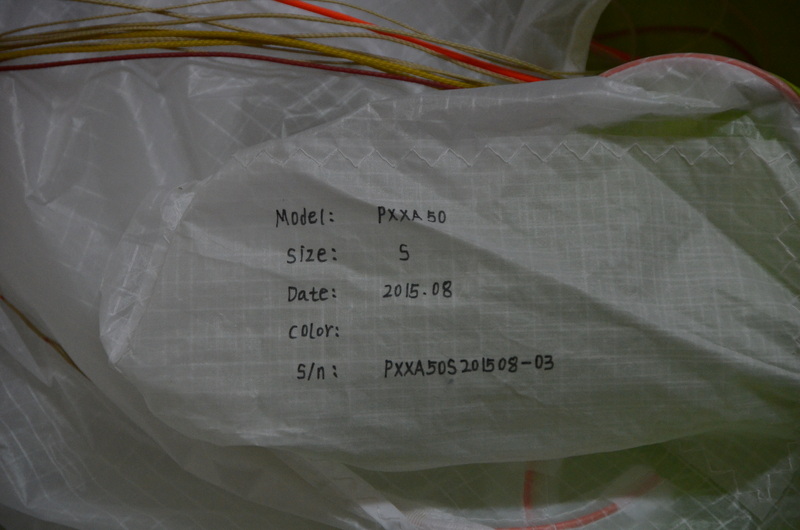 Model: PXXA50
Size: S
Date: 2015.08
Color:
S/n: PXXA50S201508-03